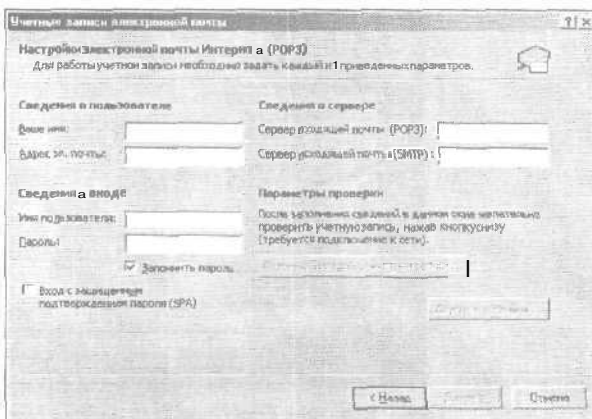 Учетные записи электронной почты
Настройки электронной почты Интернета (POP3)
Для работы учетной записи необходимо задать каждый из приведенных параметров.
Сведения о пользователе
Ваше имя:
Адрес эл. почты:
Сведения о сервере
Сервер входящей почты (POP3):
Сервер исходящей почты (SMTP):
Сведения о входе
Имя пользователя:
Пароль:
Запомнить пароль
Вход с
подтверждением пароля (SPA)
Параметры проверки
После заполнения сведений в данном окне желательно
проверить учетную запись, нажав кнопку снизу
(требуется подключение к сети).
< Назад
Отмена